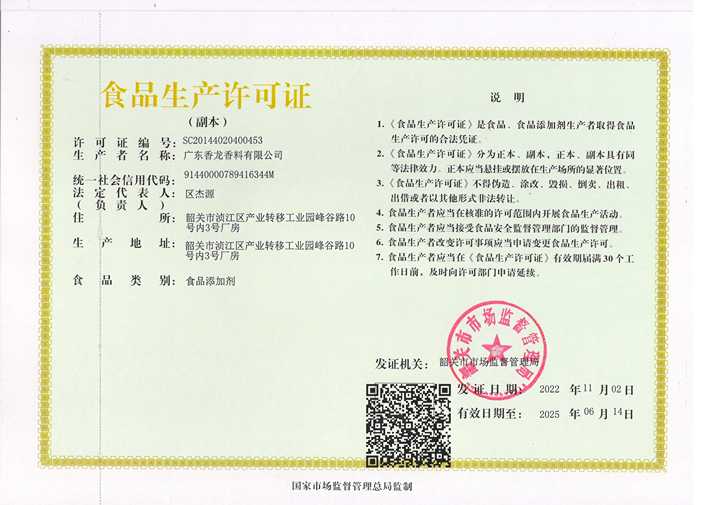 食品生产许可证
（副本）
许可证编号：SC20144020400453
生产者名称：广东香龙香料有限公司
统一社会信用代码：91440000789416344M
法定代表人：区杰源
（负责人）
住所：韶关市浈江区产业转移工业园峰谷路10
号内3号厂房
生产地址：韶关市浈江区产业转移工业园峰谷路10
号内3号厂房
食品类别：食品添加剂
说明
1.《食品生产许可证》是食品、食品添加剂生产者取得食品
生产许可的合法凭证。
2.《食品生产许可证》分为正本、副本，正本、副本具有同
等法律效力。正本应当悬挂或摆放在生产场所的显著位置。
3.《食品生产许可证》不得伪造、涂改、毁损、倒卖、出租、
出借或者以其他形式非法转让。
4. 食品生产者应当在核准的许可范围内开展食品生产活动。
5. 食品生产者应当接受食品安全监督管理部门的监督管理。
6. 食品生产者改变许可事项应当申请变更食品生产许可。
7. 食品生产者应当在《食品生产许可证》有效期届满30个工
作日前，及时向许可部门申请延续。
韶关市市场监督管理局
发证机关：韶关市市场监督管理局
发证日期：2022 年 11 月 02 日
有效日期至：2025 年 06 月 14 日
国家市场监督管理总局监制